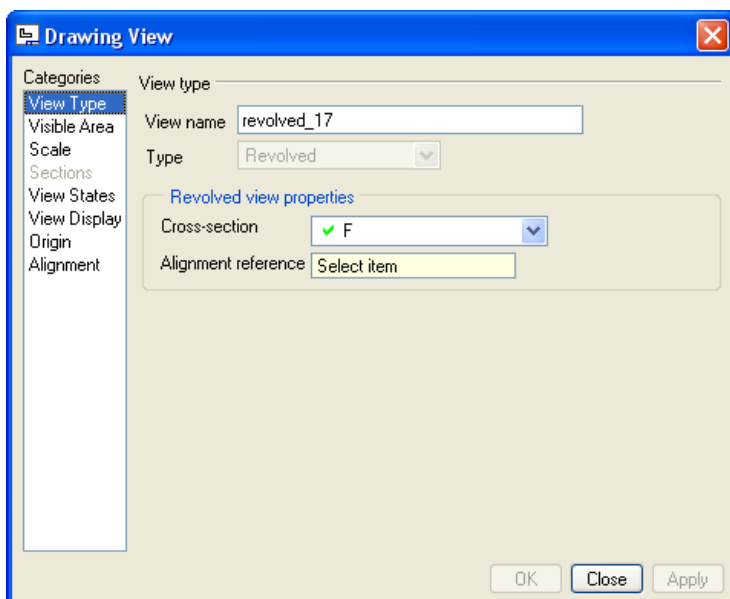 Drawing View
Categories
View Type
Visible Area
Scale
Sections
View States
View Display
Origin
Alignment
View type
View name revolved_17
Type Revolved
Revolved view properties
Cross-section F
Alignment reference Select item
OK Close Apply